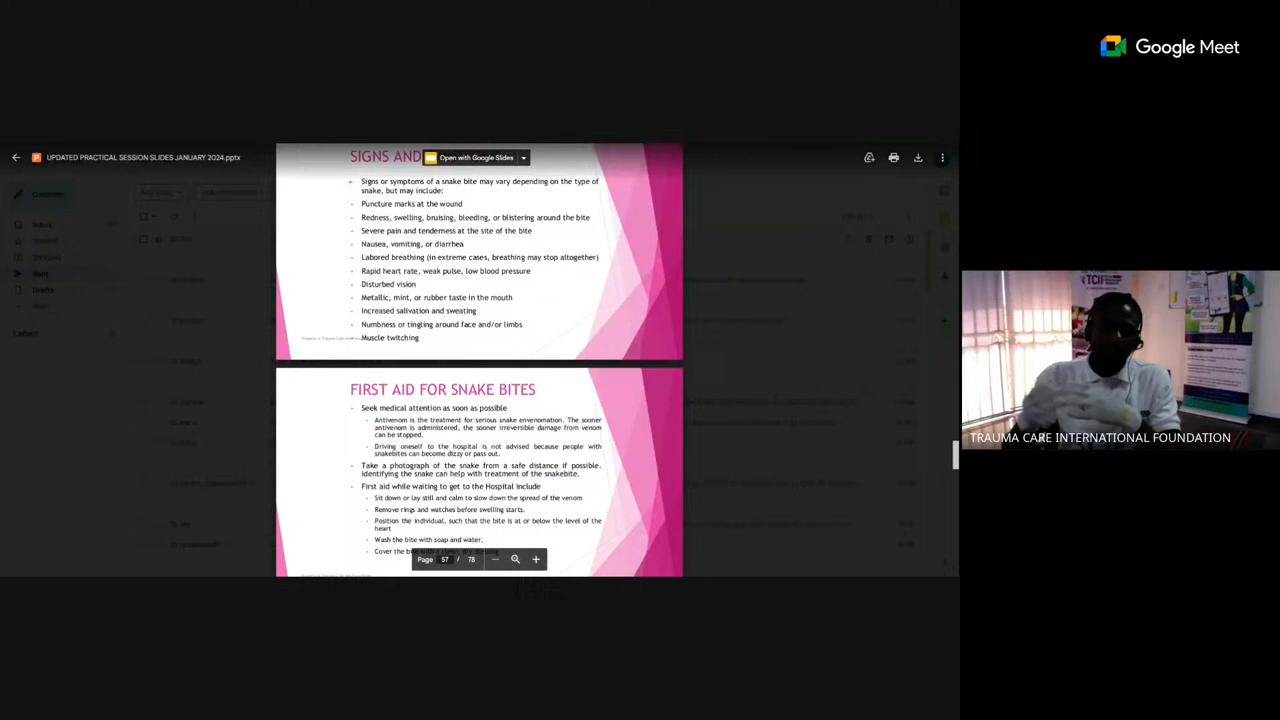 Google Meet
UPDATED PRACTICAL SESSION SLIDES JANUARY 2024.pptx
Open with Google Slides
SIGNS AND
Signs or symptoms of a snake bite may vary depending on the type of
snake, but may include:
- Puncture marks at the wound
- Redness, swelling, bruising, bleeding, or blistering around the bite
- Severe pain and tenderness at the site of the bite
- Nausea, vomiting, or diarrhea
- Labored breathing (in extreme cases, breathing may stop altogether)
- Rapid heart rate, weak pulse, low blood pressure
- Disturbed vision
- Metallic, mint, or rubber taste in the mouth
- Increased salivation and sweating
- Numbness or tingling around face and/or limbs
- Muscle twitching
FIRST AID FOR SNAKE BITES
- Seek medical attention as soon as possible
- Antivenom is the treatment for serious snake envenomation. The sooner
antivenom is administered, the sooner irreversible damage from venom
can be stopped.
- Driving oneself to the hospital is not advised because people with
snakebites can become dizzy or pass out.
- Take a photograph of the snake from a safe distance if possible.
Identifying the snake can help with treatment of the snakebite.
- First aid while waiting to get to the Hospital include
- Sit down or lay still and calm to slow down the spread of the venom
- Remove rings and watches before swelling starts.
- Position the individual, such that the bite is at or below the level of the
heart
- Wash the bite with soap and water.
- Cover the bite with a clean, dry dressing
Page 57 / 78
Inbox
Sent
Drafts
Labels
TCIF
TRAUMA CARE INTERNATIONAL FOUNDATION